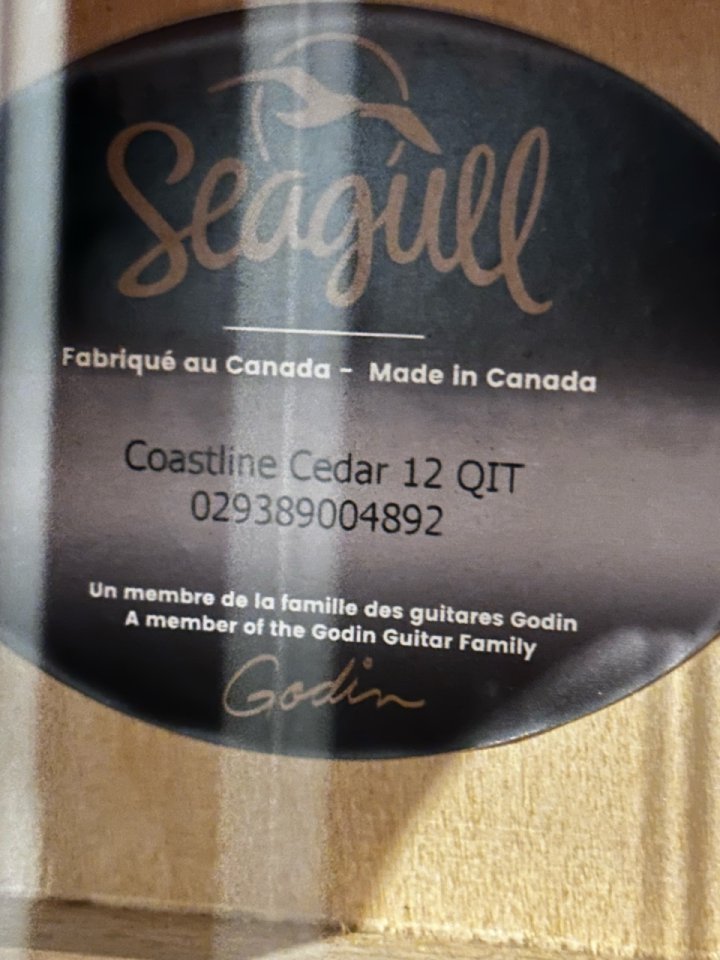 Seagull
Fabriqué au Canada - Made in Canada
Coastline Cedar 12 QIT
029389004892
Un membre de la famille des guitares Godin
A member of the Godin Guitar Family
Godin